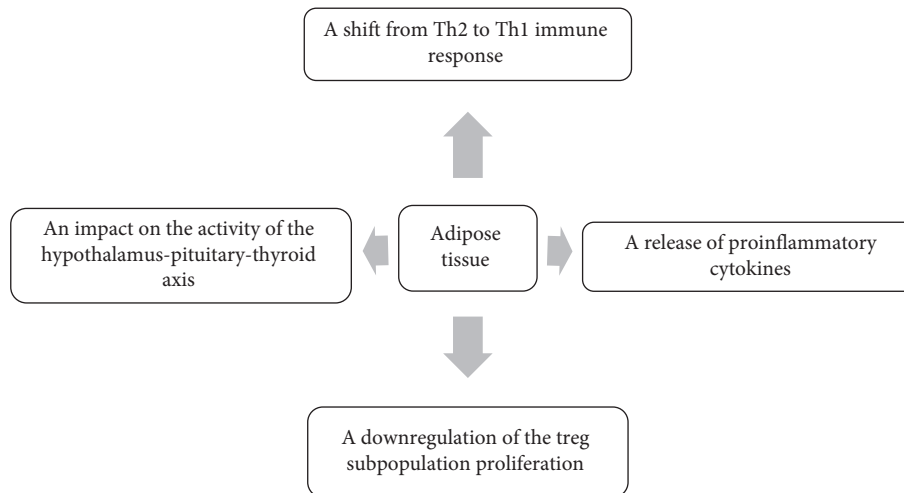 A shift from Th2 to Th1 immune
response
An impact on the activity of the
hypothalamus-pituitary-thyroid
axis
Adipose
tissue
A release of proinflammatory
cytokines
A downregulation of the treg
subpopulation proliferation